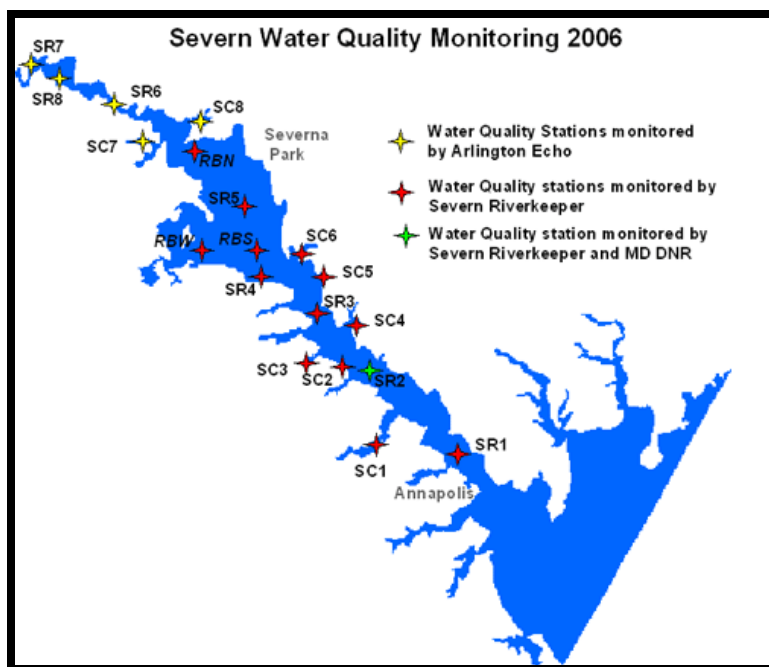 Severn Water Quality Monitoring 2006
SR7
SR8
SR6
SC8
SC7
RBN
Severna
Park
Water Quality Stations monitored
by Arlington Echo
Water Quality stations monitored by
Severn Riverkeeper
Water Quality station monitored by
Severn Riverkeeper and MD DNR
SR5
RBW
RBS
SC6
SC5
SR4
SR3
SC4
SC3
SC2
SR2
SC1
SR1
Annapolis